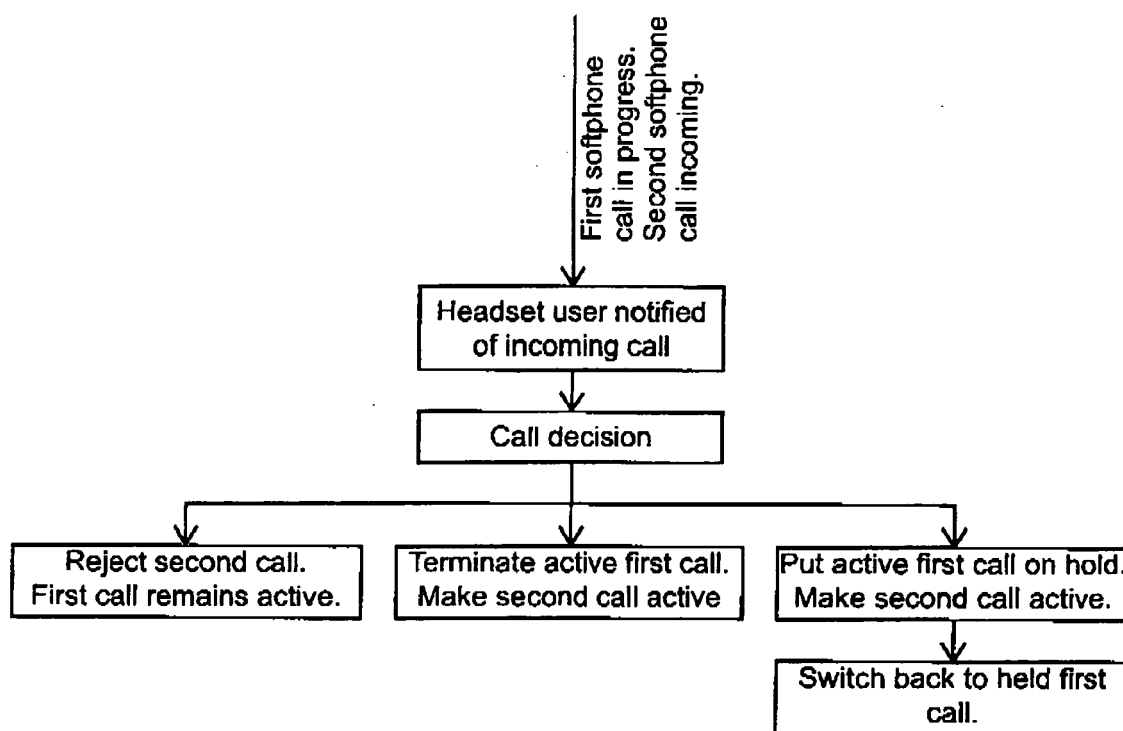 First softphone
call in progress.
Second softphone
call incoming.
Headset user notified
of incoming call
Call decision
Reject second call.
First call remains active.
Terminate active first call.
Make second call active
Put active first call on hold.
Make second call active.
Switch back to held first
call.